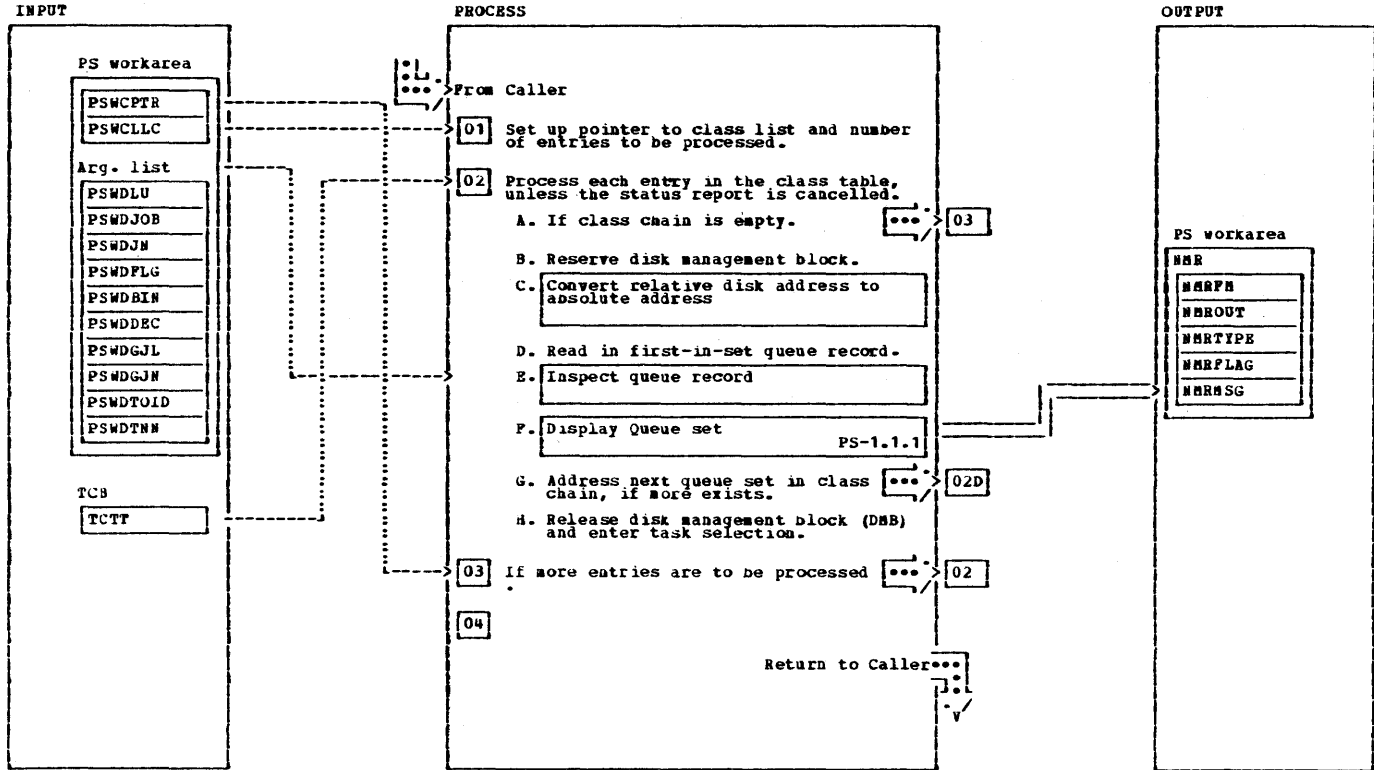 INPUT
PROCESS
OUTPUT
PS workarea
PSWCPTR
PSWCLLC
Arg. list
PSWDLU
PSWDJOB
PSWDJN
PSWDFLG
PSWDBIN
PSWDDEC
PSWDGJL
PSWDGJN
PSWDTOID
PSWDTNN
TCB
TCTT
From Caller
01 Set up pointer to class list and number
of entries to be processed.
02 Process each entry in the class table,
unless the status report is cancelled.
A. If class chain is empty. 03
B. Reserve disk management block.
C. Convert relative disk address to
absolute address
D. Read in first-in-set queue record.
E. Inspect queue record
F. Display Queue set
PS-1.1.1
G. Address next queue set in class 02D
chain, if more exists.
H. Release disk management block (DMB)
and enter task selection.
03 If more entries are to be processed 02
.
04
Return to Caller
PS workarea
NMR
NMRFM
NMROUT
NMRTYPE
NMRFLAG
NMRMSG